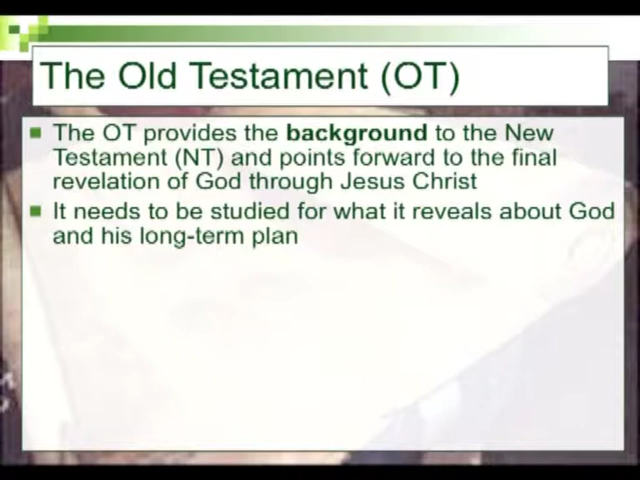 The Old Testament (OT)
The OT provides the background to the New
Testament (NT) and points forward to the final
revelation of God through Jesus Christ
It needs to be studied for what it reveals about God
and his long-term plan